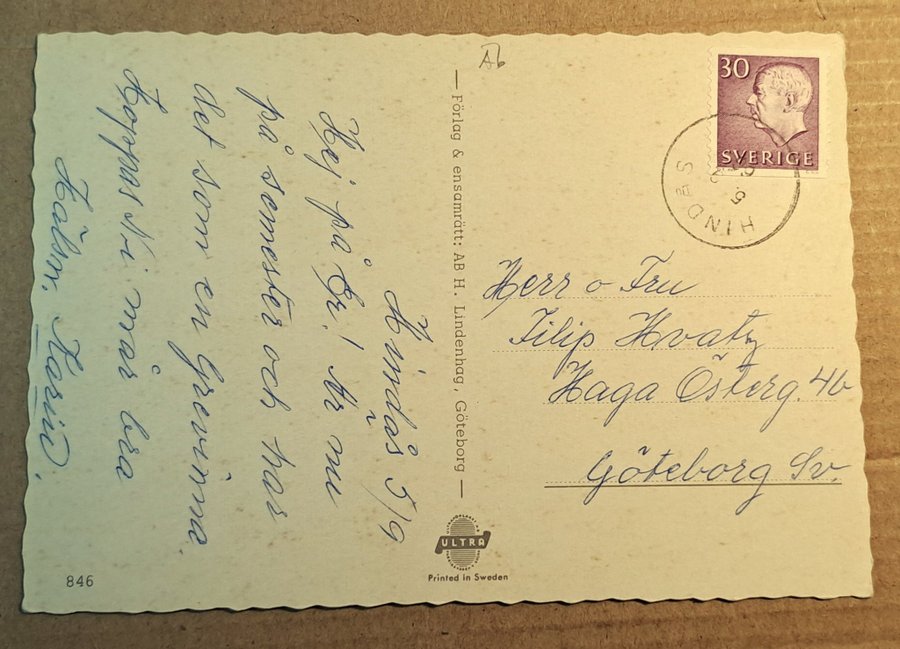 Hindås 5/9
Hej på Er! Är nu
på semester och har
det som en Grevinna.
Hoppas Ni mår bra
Hälsn. Karin.
Ab
— Förlag & ensamrätt: AB H. Lindenhag, Göteborg —
30
SVERIGE
HINDÅS
5.9
Herr o Fru
Filip Hvatz
Haga Österg. 4b
Göteborg Sv.
ULTRA
Printed in Sweden
846